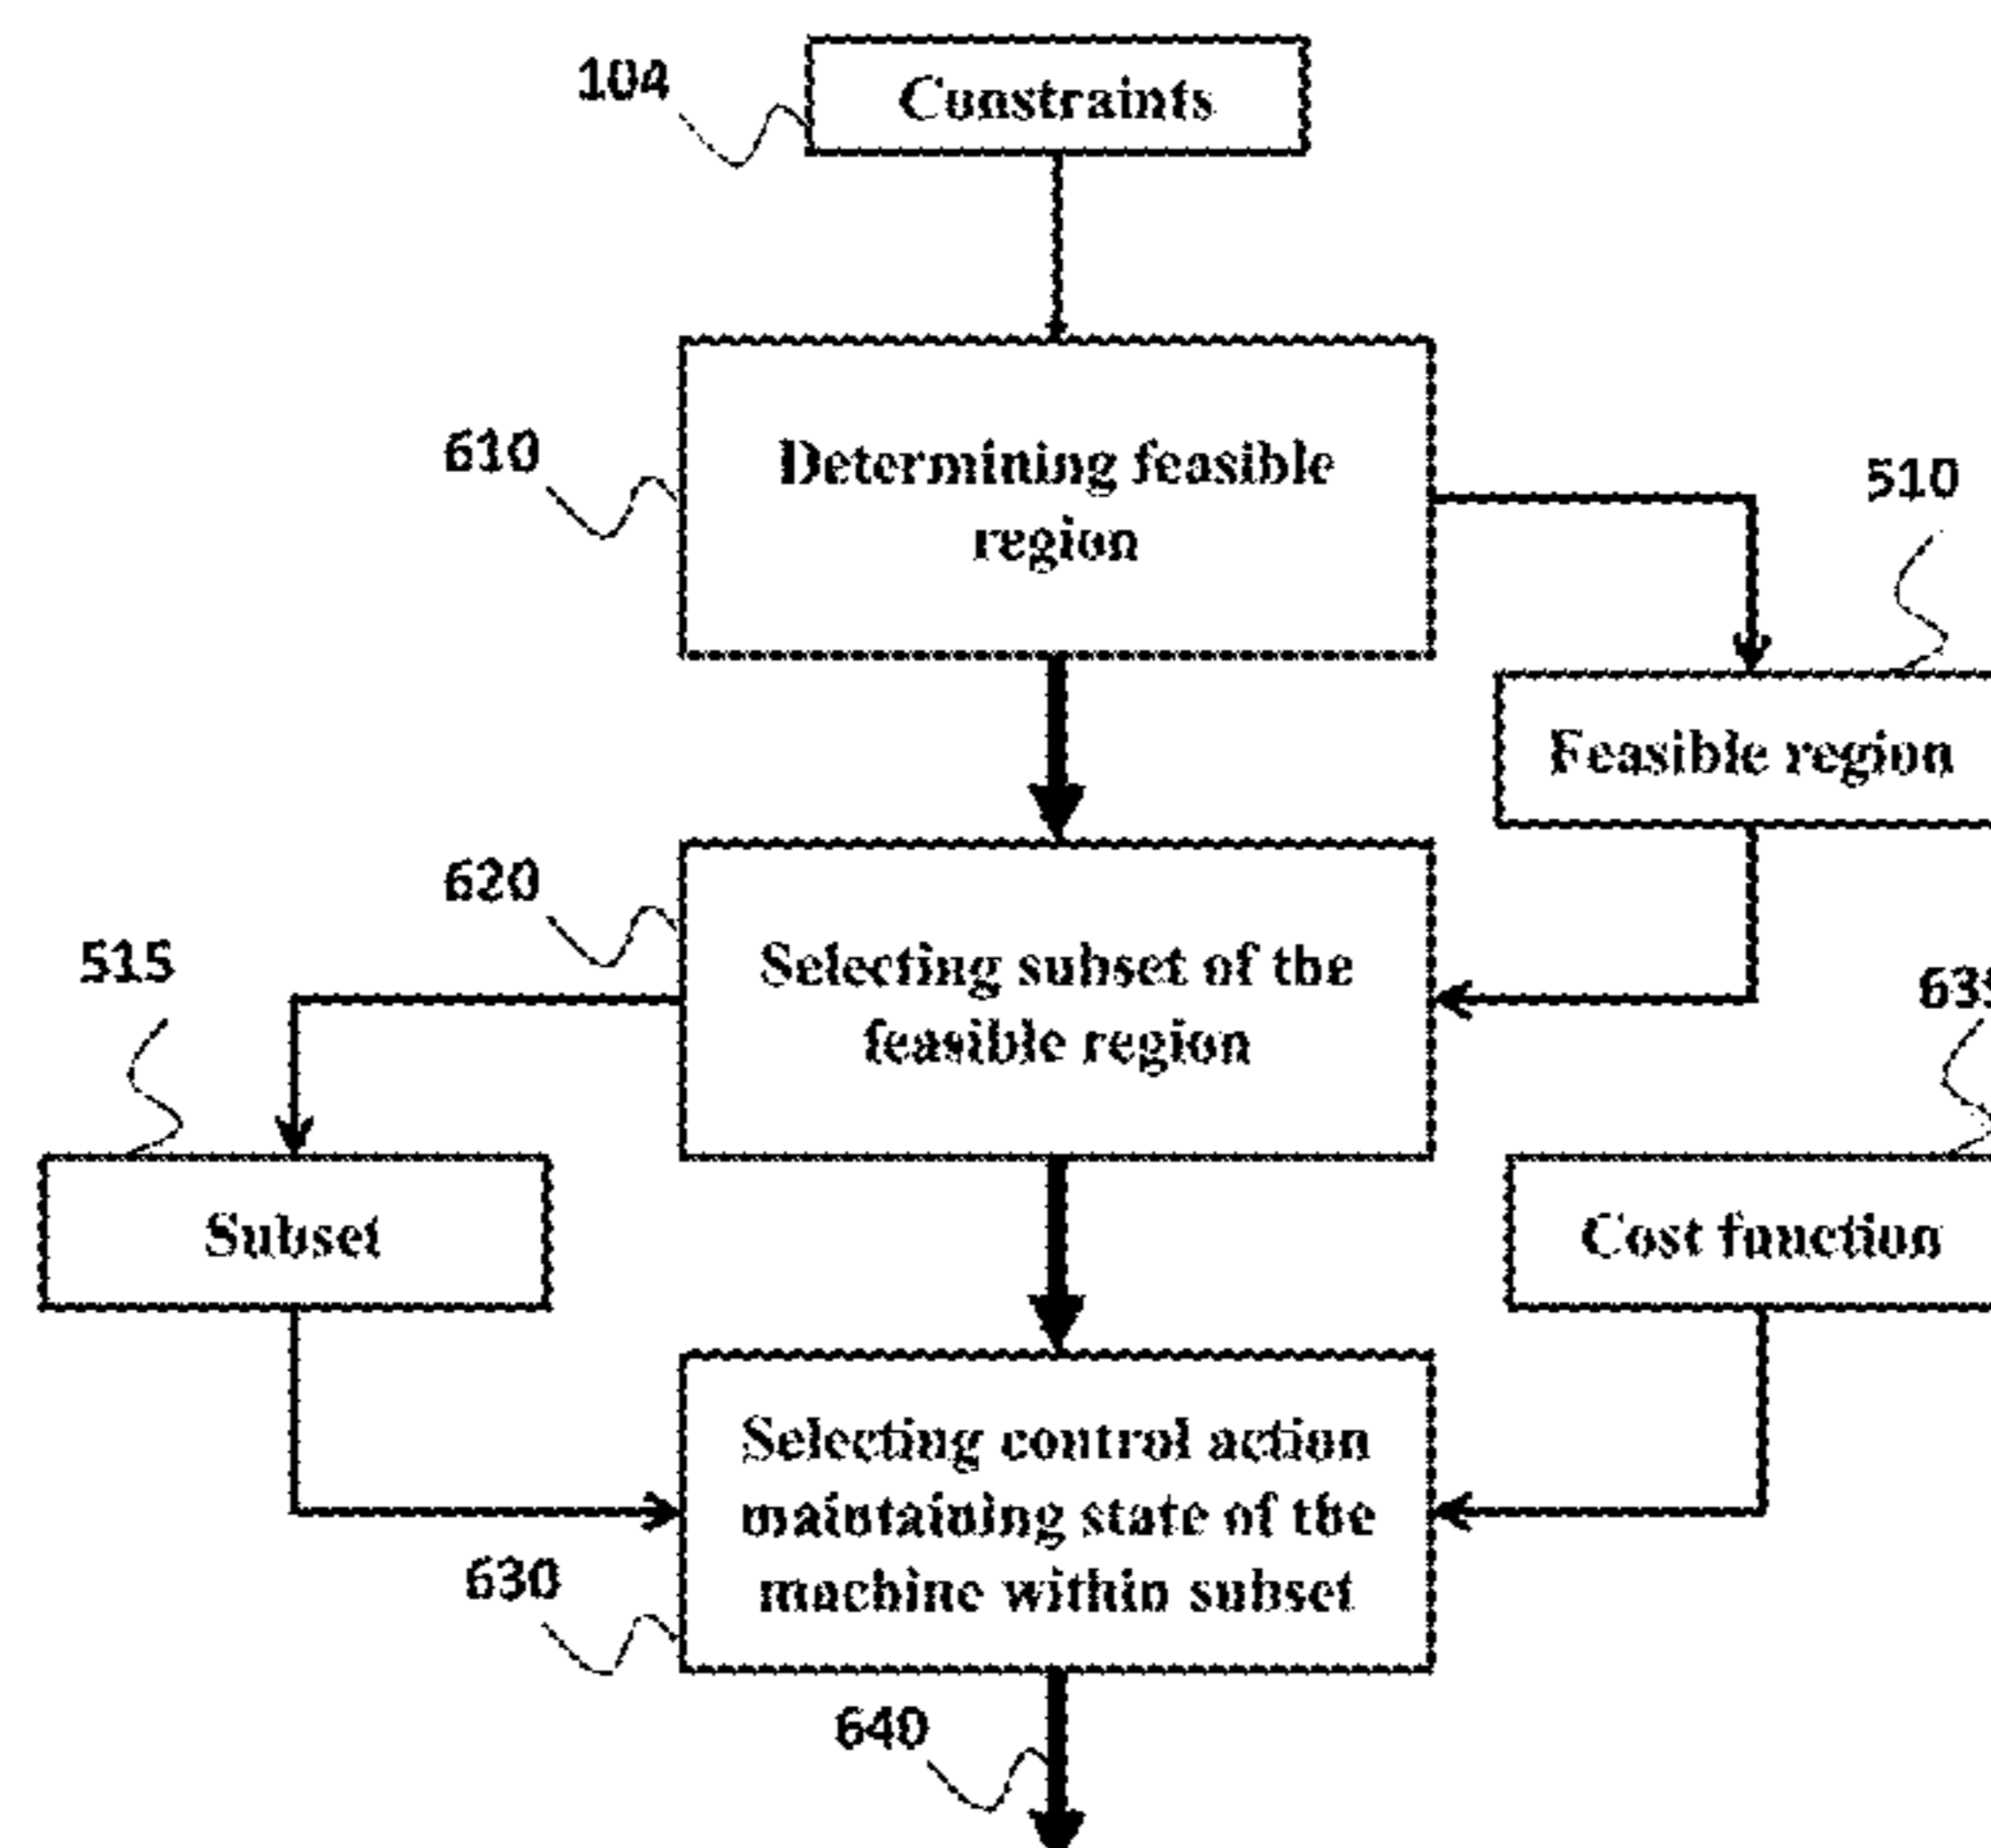 104
Constraints
610
Determining feasible
region
510
Feasible region
620
Selecting subset of the
feasible region
515
635
Subset
Cost function
Selecting control action
maintaining state of the
machine within subset
630
640